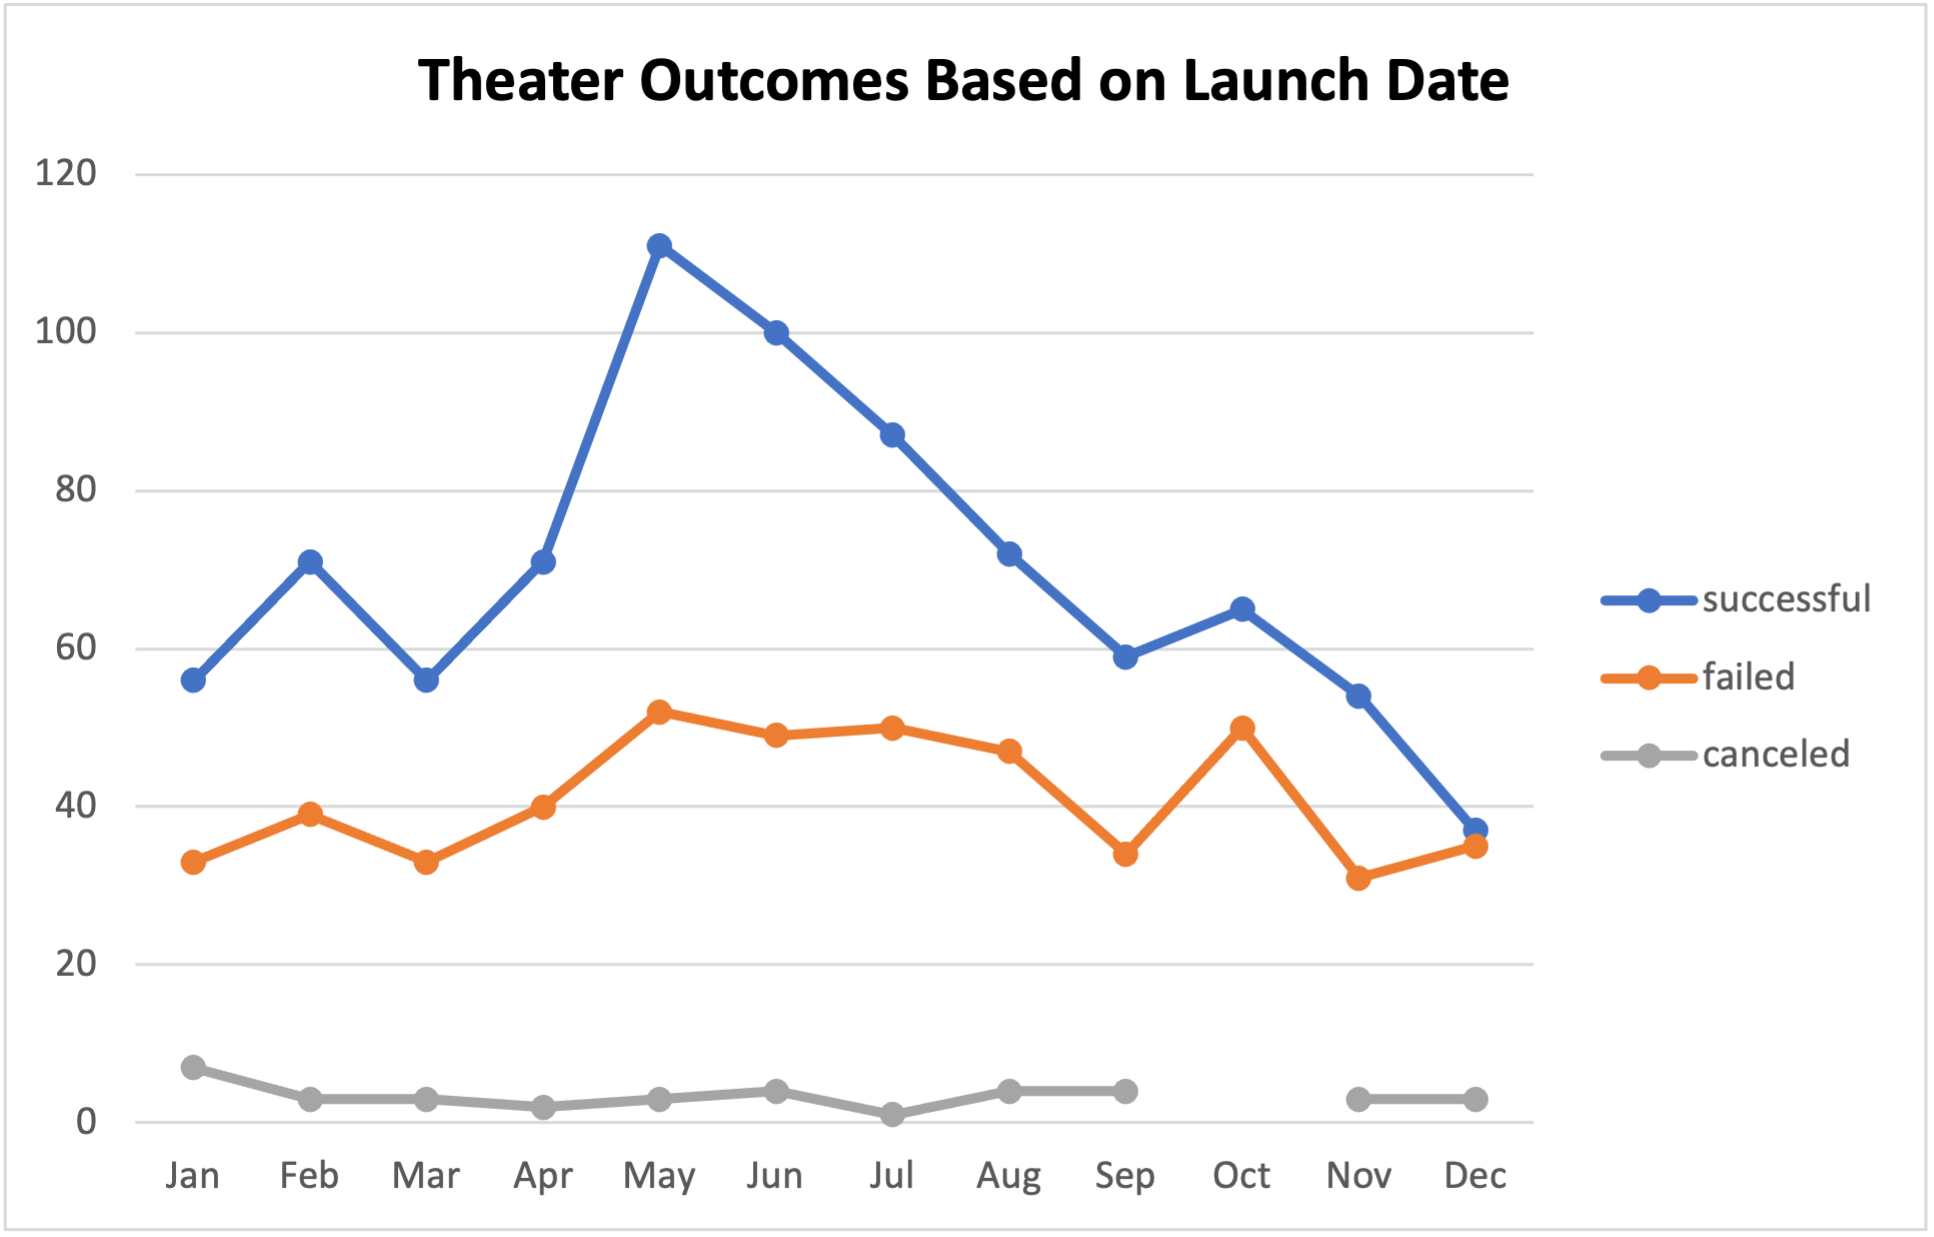 Theater Outcomes Based on Launch Date
120
100
80
60
40
20
0
Jan Feb Mar Apr May Jun Jul Aug Sep Oct Nov Dec
successful
failed
canceled